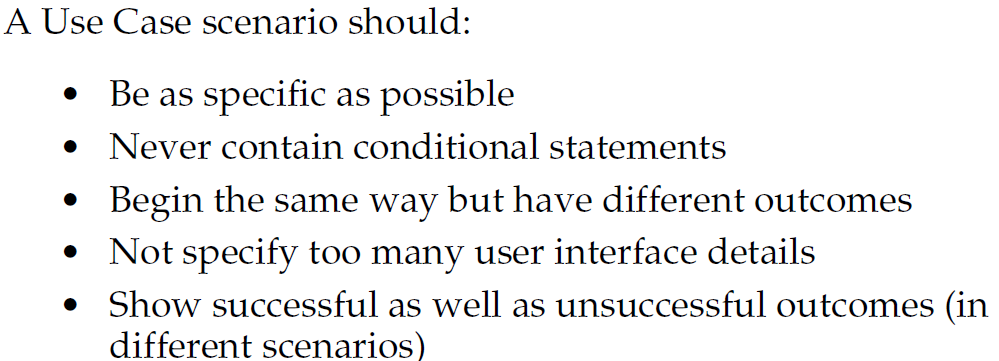 A Use Case scenario should:
• Be as specific as possible
• Never contain conditional statements
• Begin the same way but have different outcomes
• Not specify too many user interface details
• Show successful as well as unsuccessful outcomes (in
different scenarios)